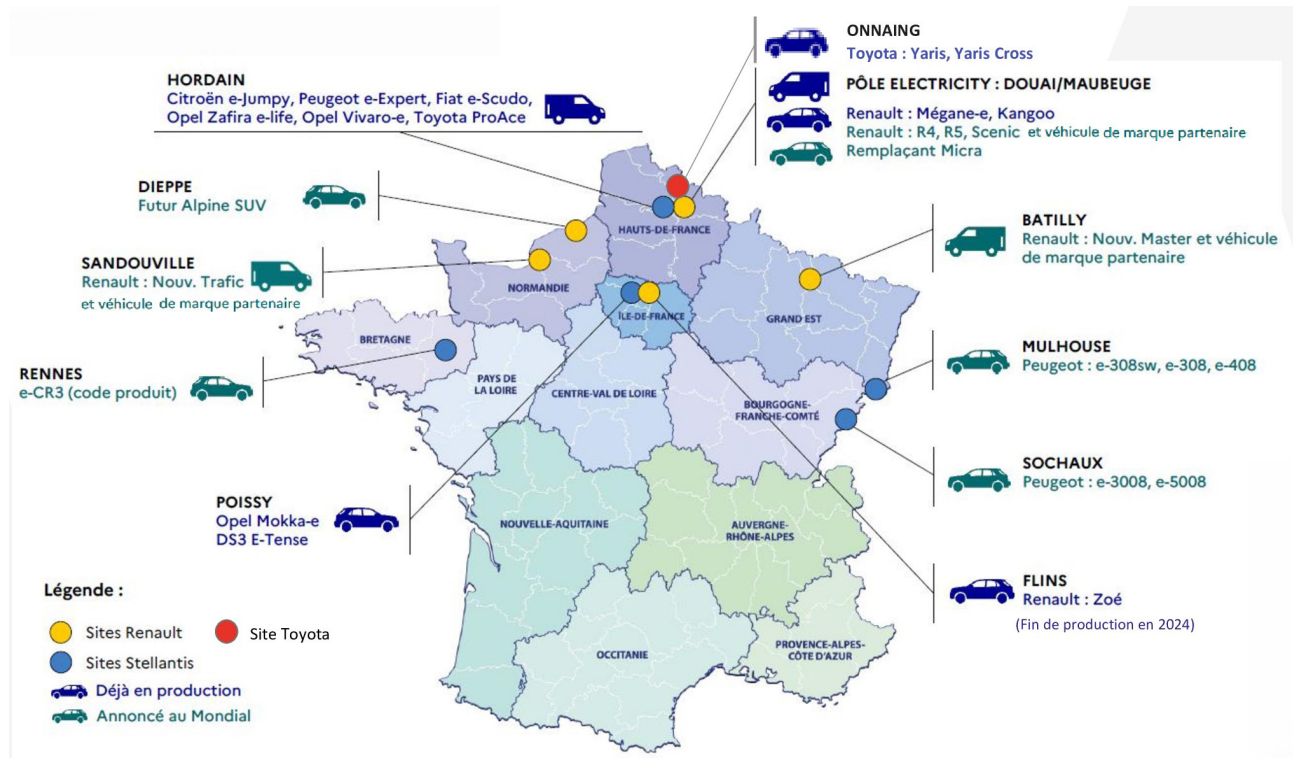 ONNAING
Toyota : Yaris, Yaris Cross
HORDAIN
Citroën e-Jumpy, Peugeot e-Expert, Fiat e-Scudo,
Opel Zafira e-life, Opel Vivaro-e, Toyota ProAce
PÔLE ELECTRICITY : DOUAI/MAUBEUGE
Renault : Mégane-e, Kangoo
Renault : R4, R5, Scenic et véhicule de marque partenaire
Remplaçant Micra
DIEPPE
Futur Alpine SUV
SANDOUVILLE
Renault : Nouv. Trafic
et véhicule de marque partenaire
BATILLY
Renault : Nouv. Master et véhicule
de marque partenaire
RENNES
e-CR3 (code produit)
MULHOUSE
Peugeot : e-308sw, e-308, e-408
SOCHAUX
Peugeot : e-3008, e-5008
POISSY
Opel Mokka-e
DS3 E-Tense
FLINS
Renault : Zoé
(Fin de production en 2024)
HAUTS-DE-FRANCE
NORMANDIE
ÎLE-DE-FRANCE
GRAND EST
BRETAGNE
PAYS DE
LA LOIRE
CENTRE-VAL DE LOIRE
BOURGOGNE-
FRANCHE-COMTÉ
NOUVELLE-AQUITAINE
AUVERGNE-
RHÔNE-ALPES
OCCITANIE
PROVENCE-ALPES-
CÔTE D'AZUR
Légende :
Sites Renault
Site Toyota
Sites Stellantis
Déjà en production
Annoncé au Mondial